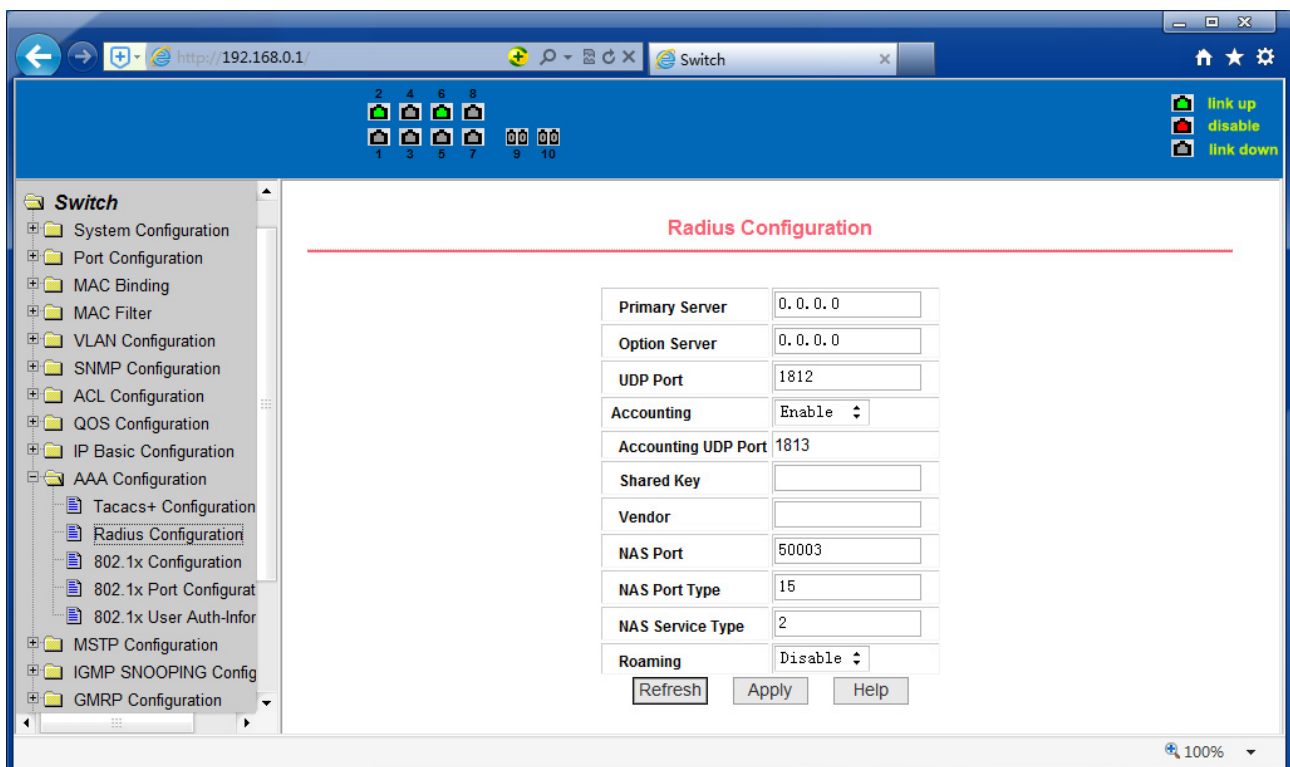 http://192.168.0.1/
Switch
2 4 6 8
1 3 5 7 9 10
link up
disable
link down
Switch
System Configuration
Port Configuration
MAC Binding
MAC Filter
VLAN Configuration
SNMP Configuration
ACL Configuration
QOS Configuration
IP Basic Configuration
AAA Configuration
Tacacs+ Configuration
Radius Configuration
802.1x Configuration
802.1x Port Configurat
802.1x User Auth-Infor
MSTP Configuration
IGMP SNOOPING Config
GMRP Configuration
Radius Configuration
Primary Server 0.0.0.0
Option Server 0.0.0.0
UDP Port 1812
Accounting Enable
Accounting UDP Port 1813
Shared Key
Vendor
NAS Port 50003
NAS Port Type 15
NAS Service Type 2
Roaming Disable
Refresh Apply Help
100%